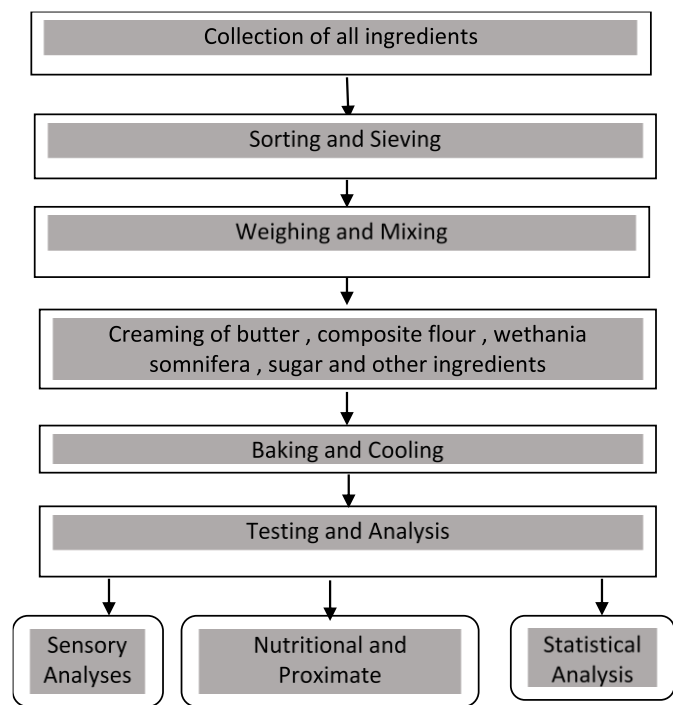 Collection of all ingredients
Sorting and Sieving
Weighing and Mixing
Creaming of butter , composite flour , wethania
somnifera , sugar and other ingredients
Baking and Cooling
Testing and Analysis
Sensory
Analyses
Nutritional and
Proximate
Statistical
Analysis